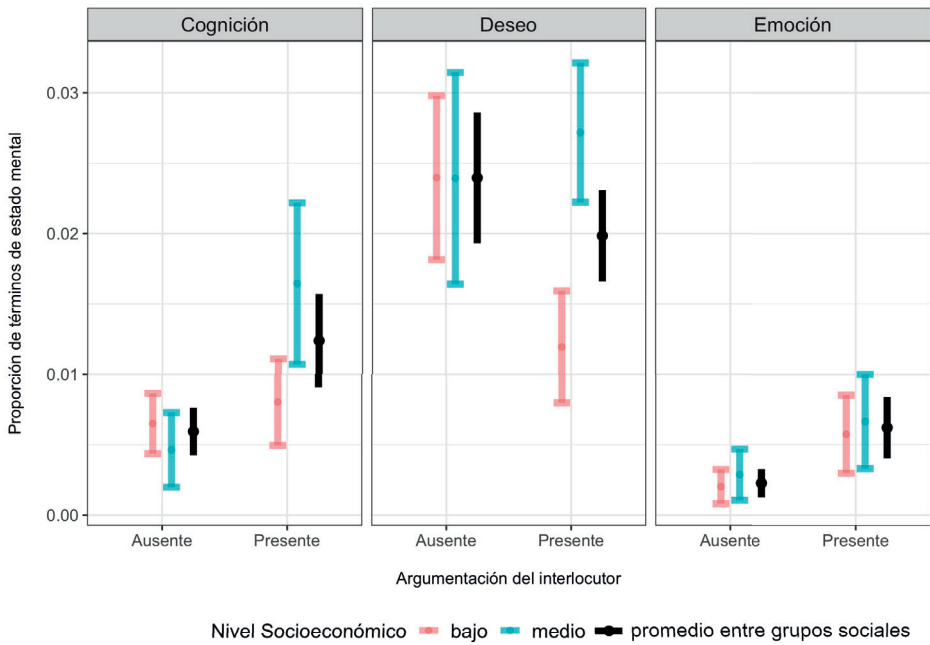 Cognición Deseo Emoción
Proporción de términos de estado mental
0.03
0.02
0.01
0.00
Ausente Presente Ausente Presente Ausente Presente
Argumentación del interlocutor
Nivel Socioeconómico bajo medio promedio entre grupos sociales